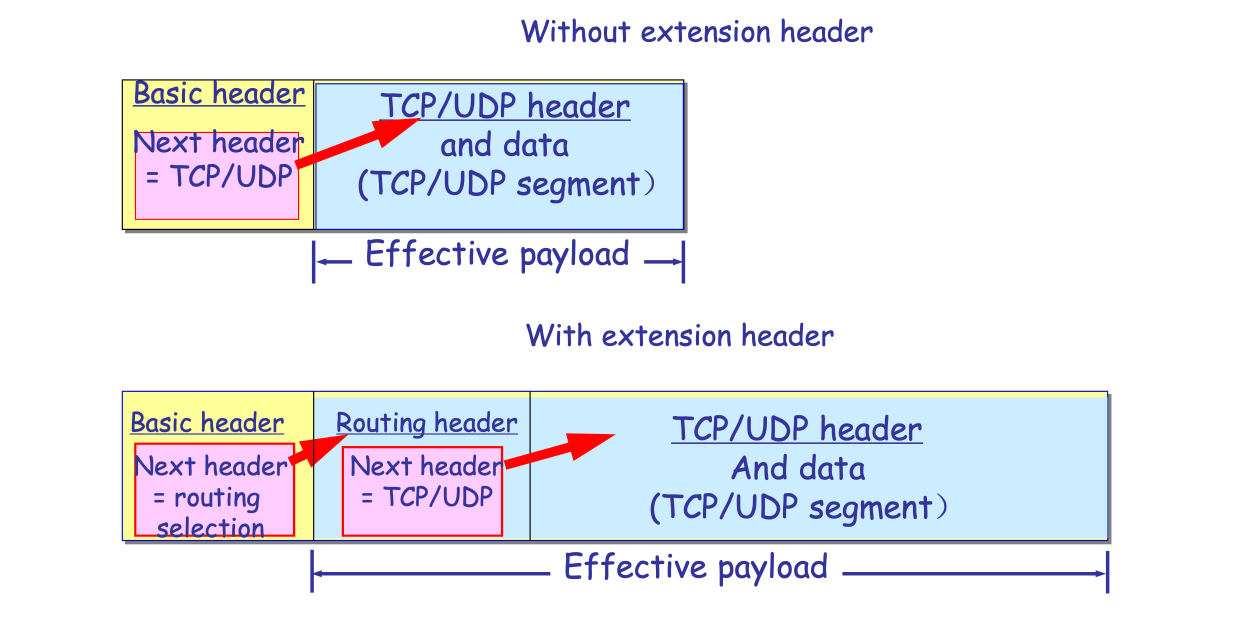 Without extension header
Basic header
Next header
= TCP/UDP
TCP/UDP header
and data
(TCP/UDP segment）
Effective payload
With extension header
Basic header
Next header
= routing
selection
Routing header
Next header
= TCP/UDP
TCP/UDP header
And data
(TCP/UDP segment）
Effective payload